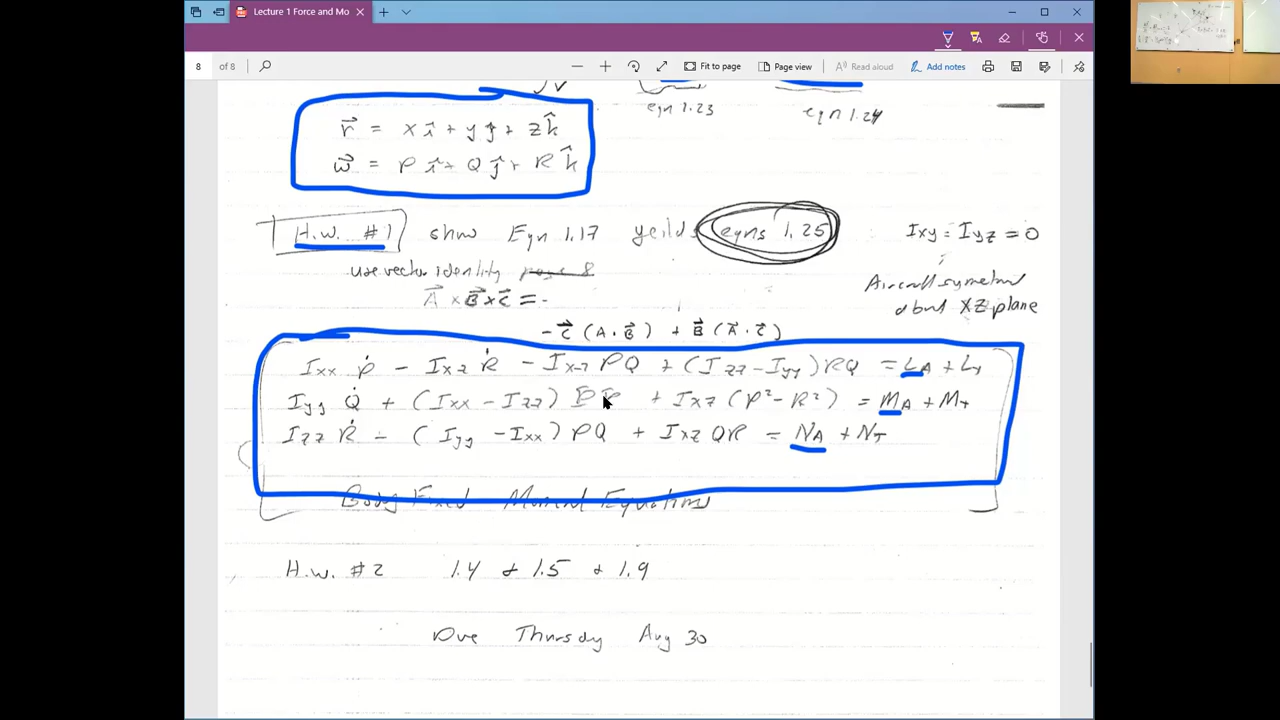 Lecture 1 Force and Mo
8 of 8
Fit to page
Page view
Read aloud
Add notes
eqn 1.23
eqn 1.24
r⃗ = x î + y ĵ + z k̂
ω⃗ = P î + Q ĵ + R k̂
H.W. #1 show Eqn 1.17 yeilds eqns 1.25
Ixy = Iyz = 0
use vector identity page 8
A⃗ × B⃗ × C⃗ = -
Aircraft symetrical
about XZ plane
- C⃗ (A · B⃗) + B⃗ (A⃗ · C⃗)
Ixx Ṗ - Ixz Ṙ - Ixz PQ + (Izz - Iyy) RQ = LA + LT
Iyy Q̇ + (Ixx - Izz) PR + Ixz (P² - R²) = MA + MT
Izz Ṙ - (Iyy - Ixx) PQ + Ixz QR = NA + NT
Body Fixed Moment Equations
H.W. #2 1.4 & 1.5 & 1.9
Due Thursday Aug 30